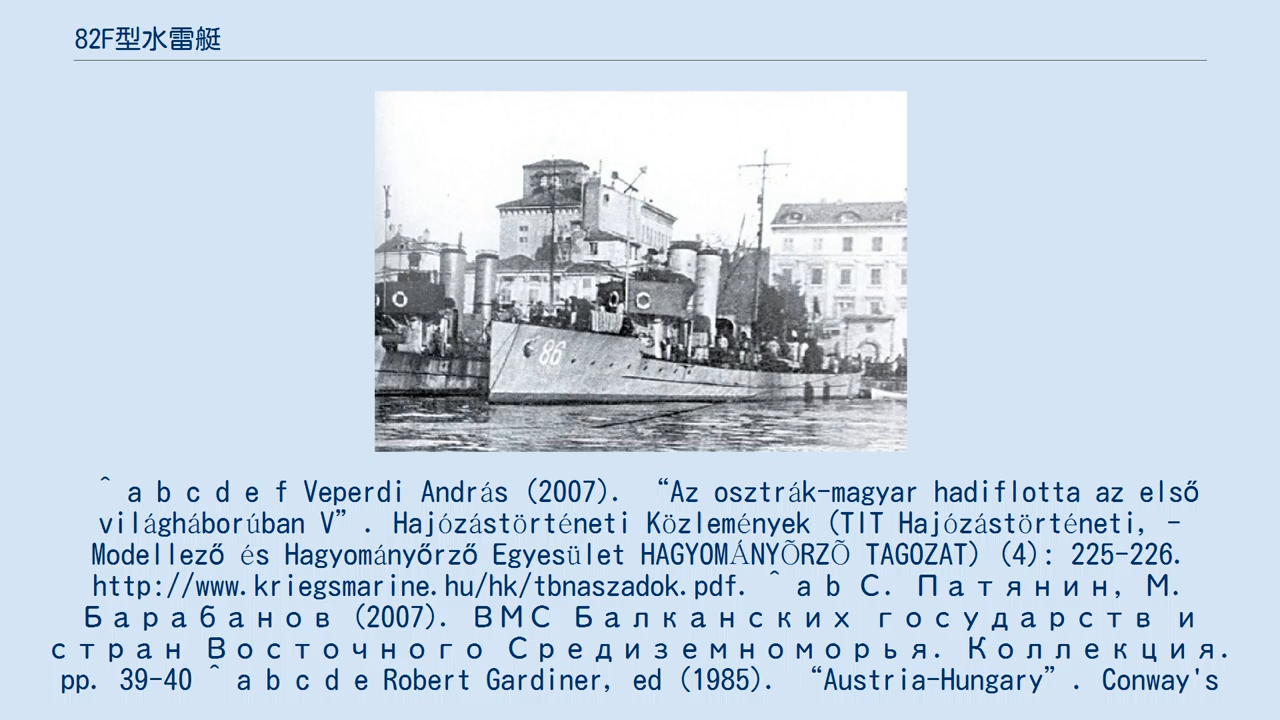 82F型水雷艇
86
^ a b c d e f Veperdi András (2007). “Az osztrák-magyar hadiflotta az első
világháborúban V”. Hajózástörténeti Közlemények (TIT Hajózástörténeti, -
Modellező és Hagyományőrző Egyesület HAGYOMÁNYÕRZÕ TAGOZAT) (4): 225-226.
http://www.kriegsmarine.hu/hk/tbnaszadok.pdf. ^ a b С. Патянин, М.
Барабанов (2007). ВМС Балканских государств и
стран Восточного Средиземноморья. Коллекция.
pp. 39-40 ^ a b c d e Robert Gardiner, ed (1985). “Austria-Hungary”. Conway's